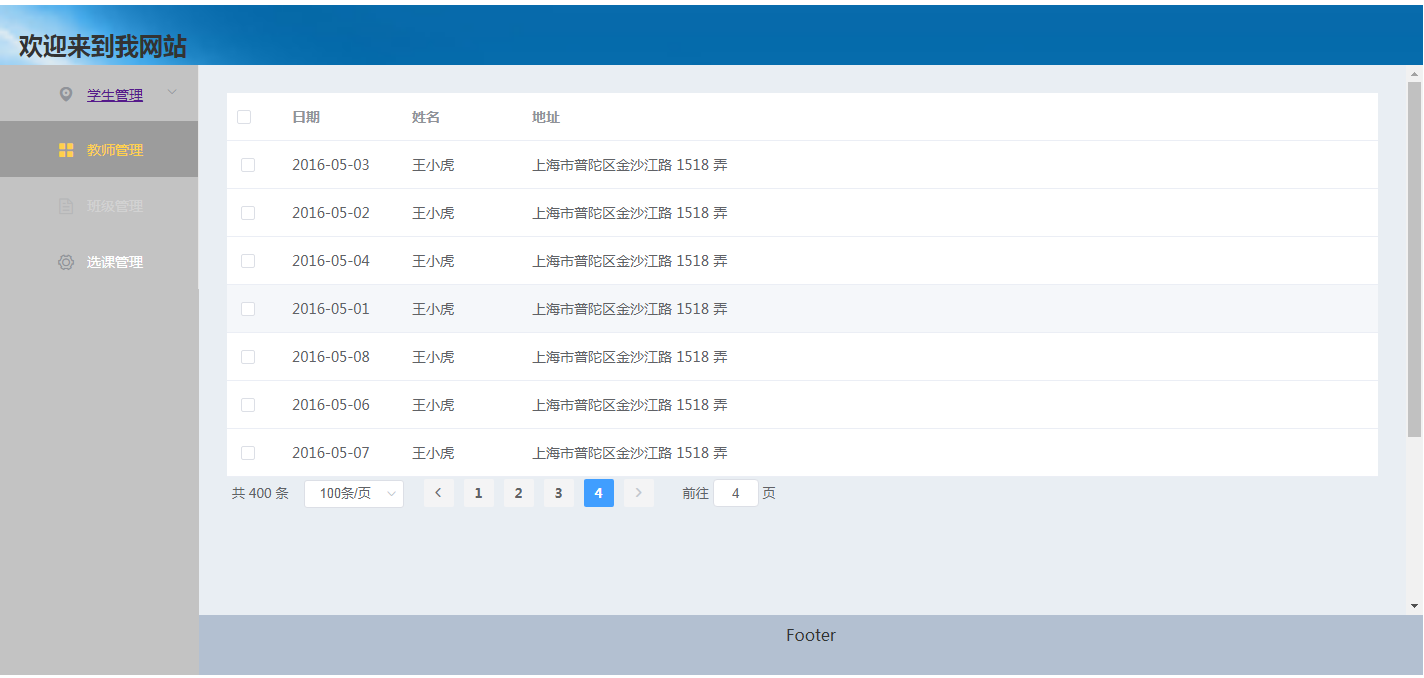 欢迎来到我网站
学生管理
教师管理
班级管理
选课管理
日期 姓名 地址
2016-05-03 王小虎 上海市普陀区金沙江路 1518 弄
2016-05-02 王小虎 上海市普陀区金沙江路 1518 弄
2016-05-04 王小虎 上海市普陀区金沙江路 1518 弄
2016-05-01 王小虎 上海市普陀区金沙江路 1518 弄
2016-05-08 王小虎 上海市普陀区金沙江路 1518 弄
2016-05-06 王小虎 上海市普陀区金沙江路 1518 弄
2016-05-07 王小虎 上海市普陀区金沙江路 1518 弄
共 400 条 100条/页 1 2 3 4 前往 4 页
Footer